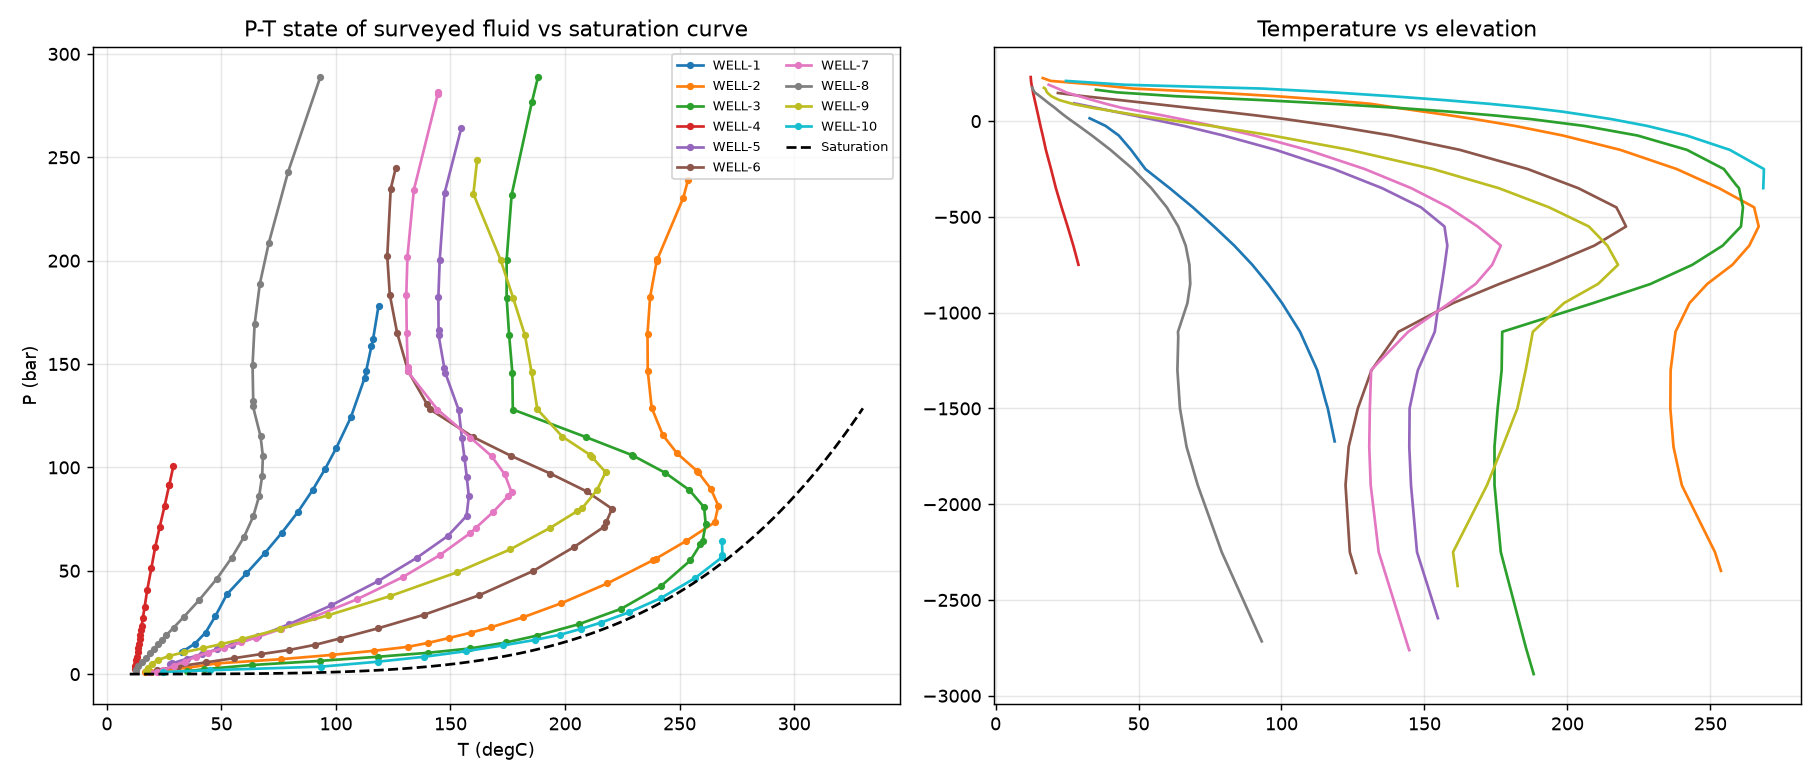 P-T state of surveyed fluid vs saturation curve
300
250
200
150
100
50
0
P (bar)
0
50
100
150
200
250
300
T (degC)
WELL-1
WELL-2
WELL-3
WELL-4
WELL-5
WELL-6
WELL-7
WELL-8
WELL-9
WELL-10
Saturation
Temperature vs elevation
0
−500
−1000
−1500
−2000
−2500
−3000
0
50
100
150
200
250